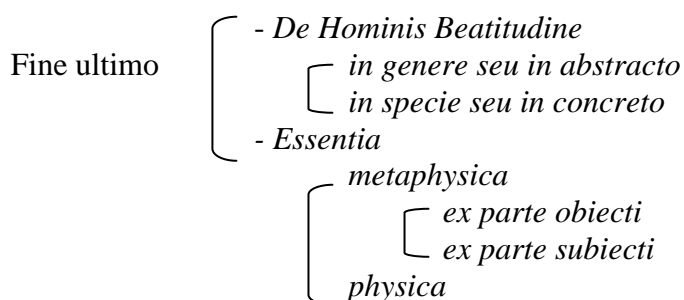 - De Hominis Beatitudine
Fine ultimo
in genere seu in abstracto
in specie seu in concreto
- Essentia
metaphysica
ex parte obiecti
ex parte subiecti
physica